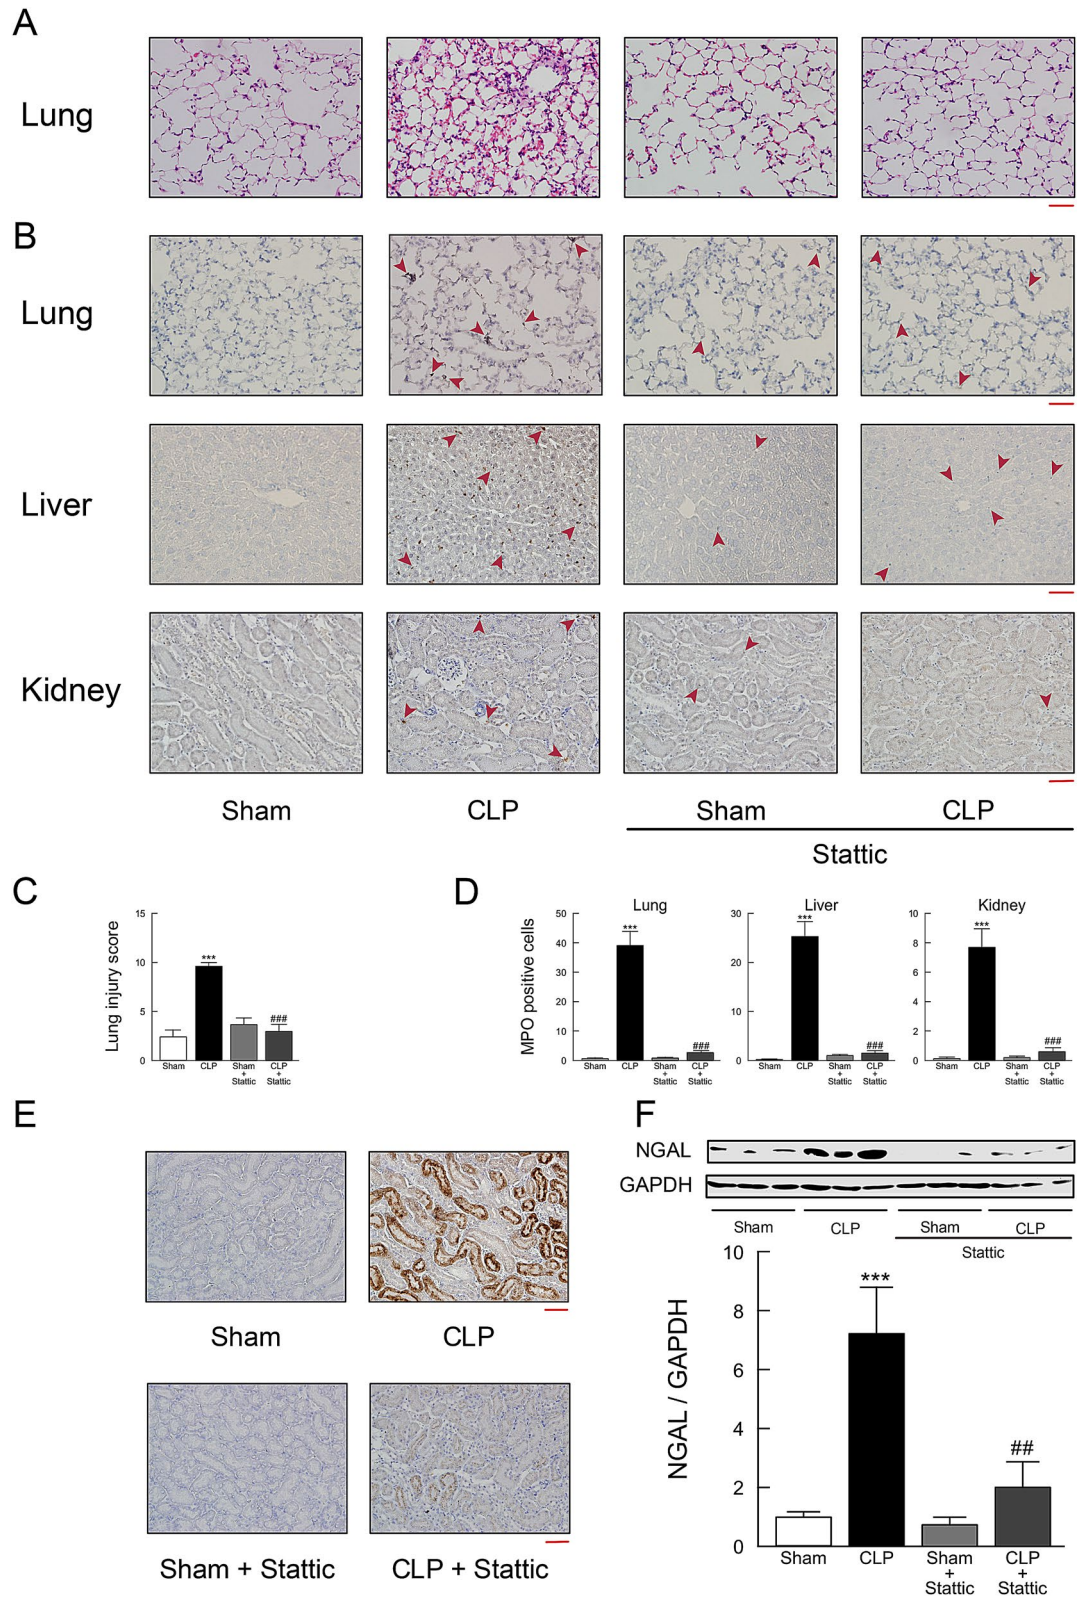 A
Lung
B
Lung
Liver
Kidney
Sham
CLP
Sham
CLP
Stattic
C
Lung injury score
15
10
5
0
***
###
Sham
CLP
Sham
+
Stattic
CLP
+
Stattic
D
MPO positive cells
Lung
50
40
30
20
10
0
***
###
Sham
CLP
Sham
+
Stattic
CLP
+
Stattic
Liver
30
20
10
0
***
###
Sham
CLP
Sham
+
Stattic
CLP
+
Stattic
Kidney
10
8
6
4
2
0
***
###
Sham
CLP
Sham
+
Stattic
CLP
+
Stattic
E
Sham
CLP
Sham + Stattic
CLP + Stattic
F
NGAL
GAPDH
Sham
CLP
Sham
CLP
Stattic
NGAL / GAPDH
10
8
6
4
2
0
***
##
Sham
CLP
Sham
+
Stattic
CLP
+
Stattic